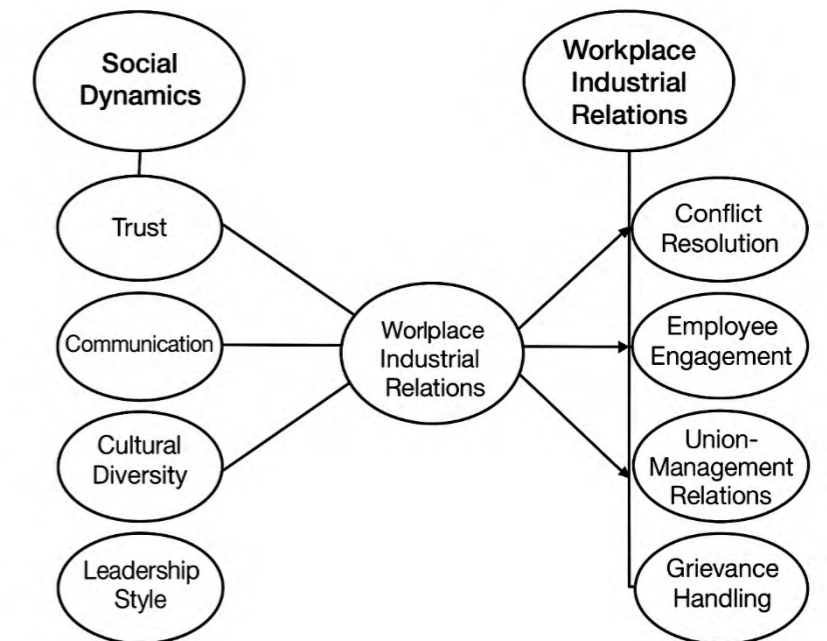 Social
Dynamics
Workplace
Industrial
Relations
Trust
Communication
Cultural
Diversity
Leadership
Style
Worlplace
Industrial
Relations
Conflict
Resolution
Employee
Engagement
Union-
Management
Relations
Grievance
Handling